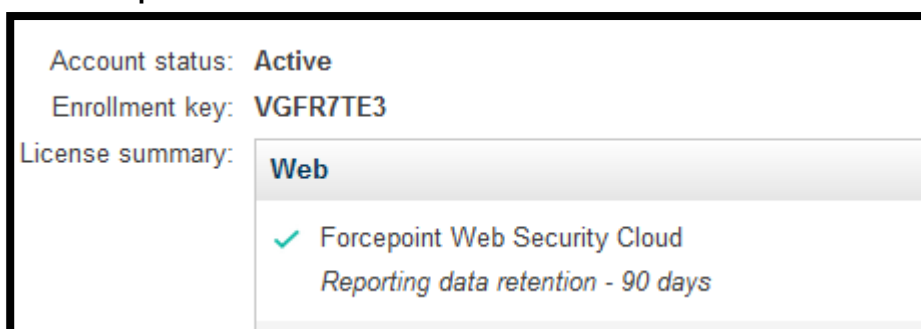 Account status: Active
Enrollment key: VGFR7TE3
License summary:
Web
Forcepoint Web Security Cloud
Reporting data retention - 90 days